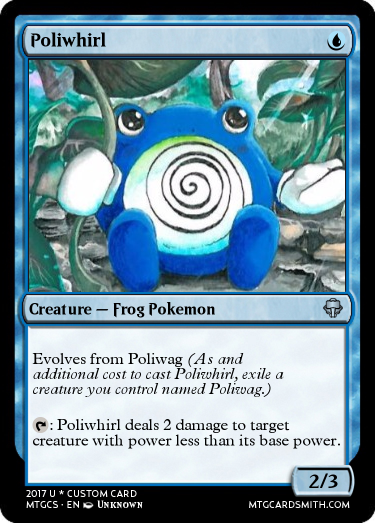 Poliwhirl
Creature — Frog Pokemon
Evolves from Poliwag (As and
additional cost to cast Poliwhirl, exile a
creature you control named Poliwag.)
: Poliwhirl deals 2 damage to target
creature with power less than its base power.
2/3
2017 U * CUSTOM CARD
MTGCS • EN UNKNOWN
MTGCARDSMITH.COM